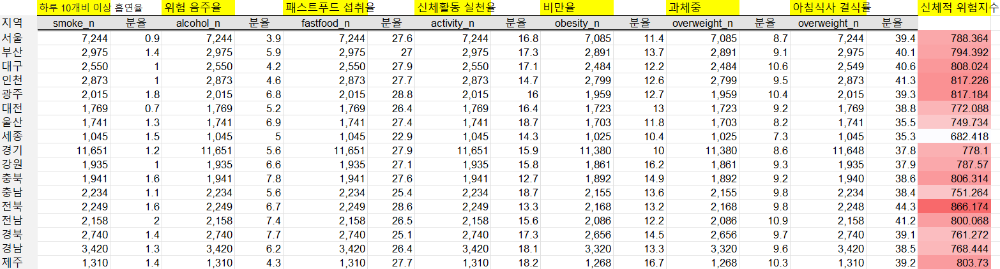 하루 10개비 이상 흡연율 위험 음주율 패스트푸드 섭취율 신체활동 실천율 비만율 과체중 아침식사 결식률 신체적 위험지수
지역 smoke_n 분율 alcohol_n 분율 fastfood_n 분율 activity_n 분율 obesity_n 분율 overweight_n 분율 overweight_n 분율
서울 7,244 0.9 7,244 3.9 7,244 27.6 7,244 16.8 7,085 11.4 7,085 8.7 7,244 39.4 788.364
부산 2,975 1.4 2,975 5.9 2,975 27 2,975 17.3 2,891 13.7 2,891 9.1 2,975 40.1 794.392
대구 2,550 1 2,550 4.2 2,550 27.9 2,550 17.1 2,484 12.2 2,484 10.6 2,549 40.6 808.024
인천 2,873 1 2,873 4.6 2,873 27.7 2,873 14.7 2,799 12.6 2,799 9.5 2,873 41.3 817.226
광주 2,015 1.8 2,015 6.8 2,015 28.8 2,015 16 1,959 12.7 1,959 10.4 2,015 39.3 817.184
대전 1,769 0.7 1,769 5.2 1,769 26.4 1,769 16.4 1,723 13 1,723 9.2 1,769 38.8 772.088
울산 1,741 1.3 1,741 6.9 1,741 27.4 1,741 18.7 1,703 11.8 1,703 8.2 1,741 35.5 749.734
세종 1,045 1.5 1,045 5 1,045 22.9 1,045 14.3 1,025 10.4 1,025 7.3 1,045 35.3 682.418
경기 11,651 1.2 11,651 5.6 11,651 27.9 11,651 15.9 11,380 10 11,380 8.6 11,648 37.8 778.1
강원 1,935 1 1,935 6.6 1,935 27.1 1,935 15.8 1,861 16.2 1,861 9.3 1,935 37.9 787.57
충북 1,941 1.6 1,941 7.8 1,941 27.6 1,941 12.7 1,892 14.9 1,892 9.2 1,940 38.6 806.314
충남 2,234 1.1 2,234 5.6 2,234 25.4 2,234 18.7 2,155 13.6 2,155 9.8 2,234 38.4 751.264
전북 2,249 1.6 2,249 6.7 2,249 28.6 2,249 13.3 2,168 13.2 2,168 9.8 2,248 44.3 866.174
전남 2,158 2 2,158 7.4 2,158 26.5 2,158 15.6 2,086 12.2 2,086 10.9 2,158 41.2 800.068
경북 2,740 1.4 2,740 7.7 2,740 25.1 2,740 17.3 2,656 14.5 2,656 9.7 2,740 39.1 761.272
경남 3,420 1.3 3,420 6.2 3,420 26.4 3,420 18.1 3,320 13.3 3,320 9.6 3,420 38.5 768.444
제주 1,310 1.4 1,310 4.3 1,310 27.7 1,310 18.2 1,268 16.7 1,268 10.3 1,310 39.2 803.73